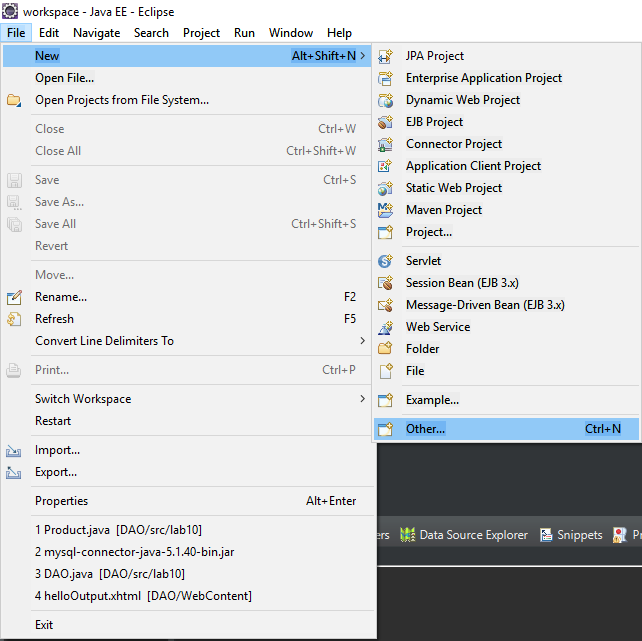 workspace - Java EE - Eclipse
File Edit Navigate Search Project Run Window Help
New Alt+Shift+N >
Open File...
Open Projects from File System...
Close Ctrl+W
Close All Ctrl+Shift+W
Save Ctrl+S
Save As...
Save All Ctrl+Shift+S
Revert
Move...
Rename... F2
Refresh F5
Convert Line Delimiters To >
Print... Ctrl+P
Switch Workspace >
Restart
Import...
Export...
Properties Alt+Enter
1 Product.java [DAO/src/lab10]
2 mysql-connector-java-5.1.40-bin.jar
3 DAO.java [DAO/src/lab10]
4 helloOutput.xhtml [DAO/WebContent]
Exit
JPA Project
Enterprise Application Project
Dynamic Web Project
EJB Project
Connector Project
Application Client Project
Static Web Project
Maven Project
Project...
Servlet
Session Bean (EJB 3.x)
Message-Driven Bean (EJB 3.x)
Web Service
Folder
File
Example...
Other... Ctrl+N
ers Data Source Explorer Snippets